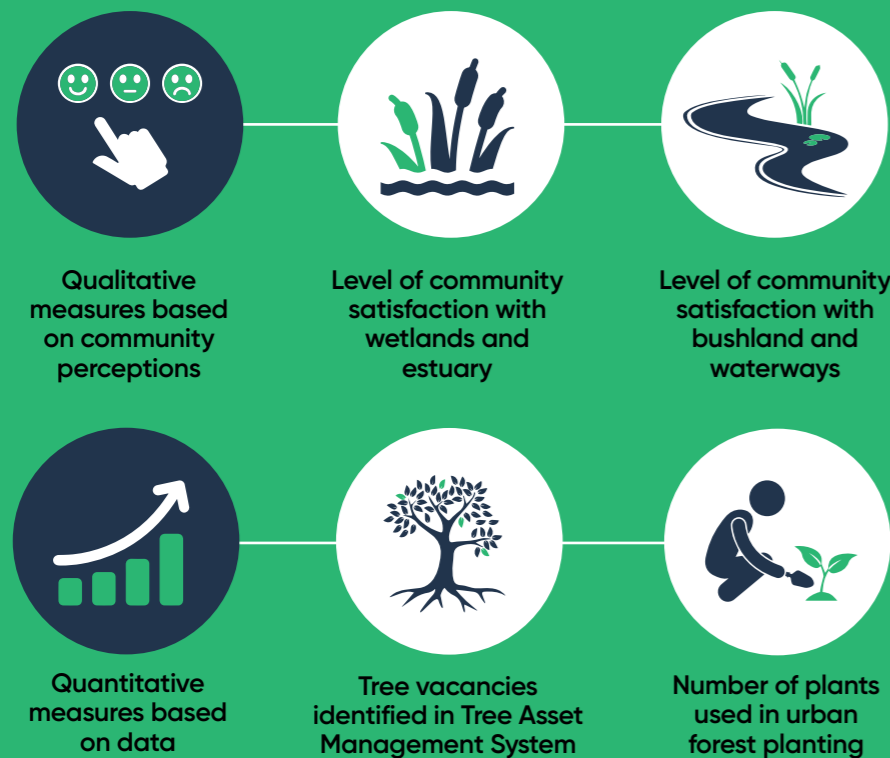 Qualitative
measures based
on community
perceptions
Level of community
satisfaction with
wetlands and
estuary
Level of community
satisfaction with
bushland and
waterways
Quantitative
measures based
on data
Tree vacancies
identified in Tree Asset
Management System
Number of plants
used in urban
forest planting